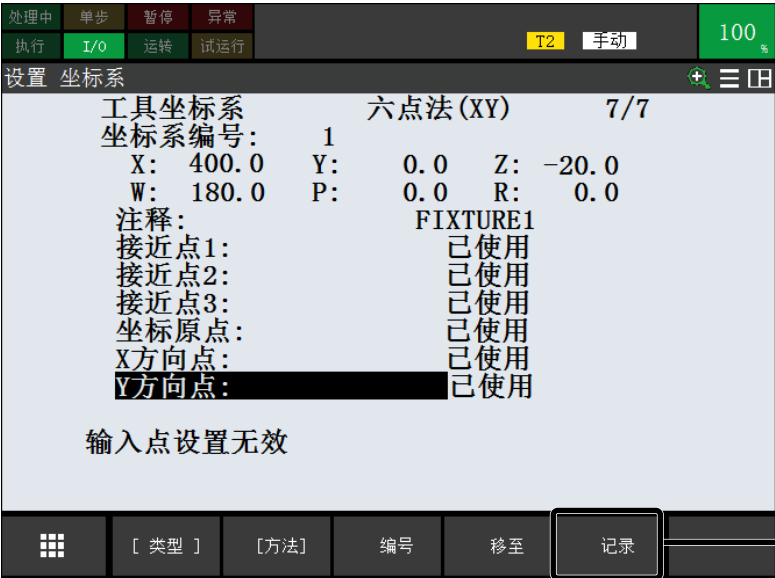 处理中 单步 暂停 异常
执行 I/O 运转 试运行 T2 手动 100 %
设置 坐标系
工具坐标系 六点法(XY) 7/7
坐标系编号: 1
X: 400.0 Y: 0.0 Z: -20.0
W: 180.0 P: 0.0 R: 0.0
注释: FIXTURE1
接近点1: 已使用
接近点2: 已使用
接近点3: 已使用
坐标原点: 已使用
X方向点: 已使用
Y方向点: 已使用
输入点设置无效
[ 类型 ] [方法] 编号 移至 记录